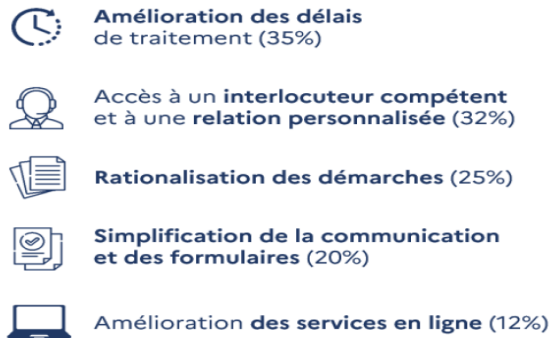 Amélioration des délais
de traitement (35%)
Accès à un interlocuteur compétent
et à une relation personnalisée (32%)
Rationalisation des démarches (25%)
Simplification de la communication
et des formulaires (20%)
Amélioration des services en ligne (12%)